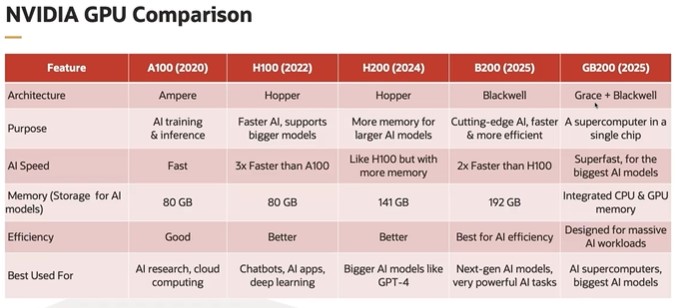 NVIDIA GPU Comparison
Feature A100 (2020) H100 (2022) H200 (2024) B200 (2025) GB200 (2025)
Architecture Ampere Hopper Hopper Blackwell Grace + Blackwell
Purpose
AI training
& inference
Faster AI, supports
bigger models
More memory for
larger AI models
Cutting-edge AI, faster
& more efficient
A supercomputer in a
single chip
AI Speed
Fast
3x Faster than A100
Like H100 but with
more memory
2x Faster than H100
Superfast, for the
biggest AI models
Memory (Storage for AI
models)
80 GB
80 GB
141 GB
192 GB
Integrated CPU & GPU
memory
Efficiency
Good
Better
Better
Best for AI efficiency
Designed for massive
AI workloads
Best Used For
AI research, cloud
computing
Chatbots, AI apps,
deep learning
Bigger AI models like
GPT-4
Next-gen AI models,
very powerful AI tasks
AI supercomputers,
biggest AI models